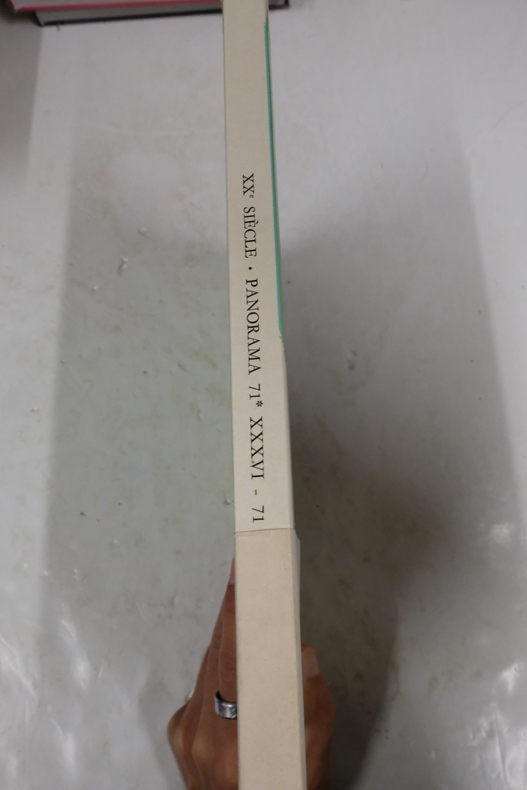 XXᵉ SIÈCLE · PANORAMA 71* XXXVI - 71